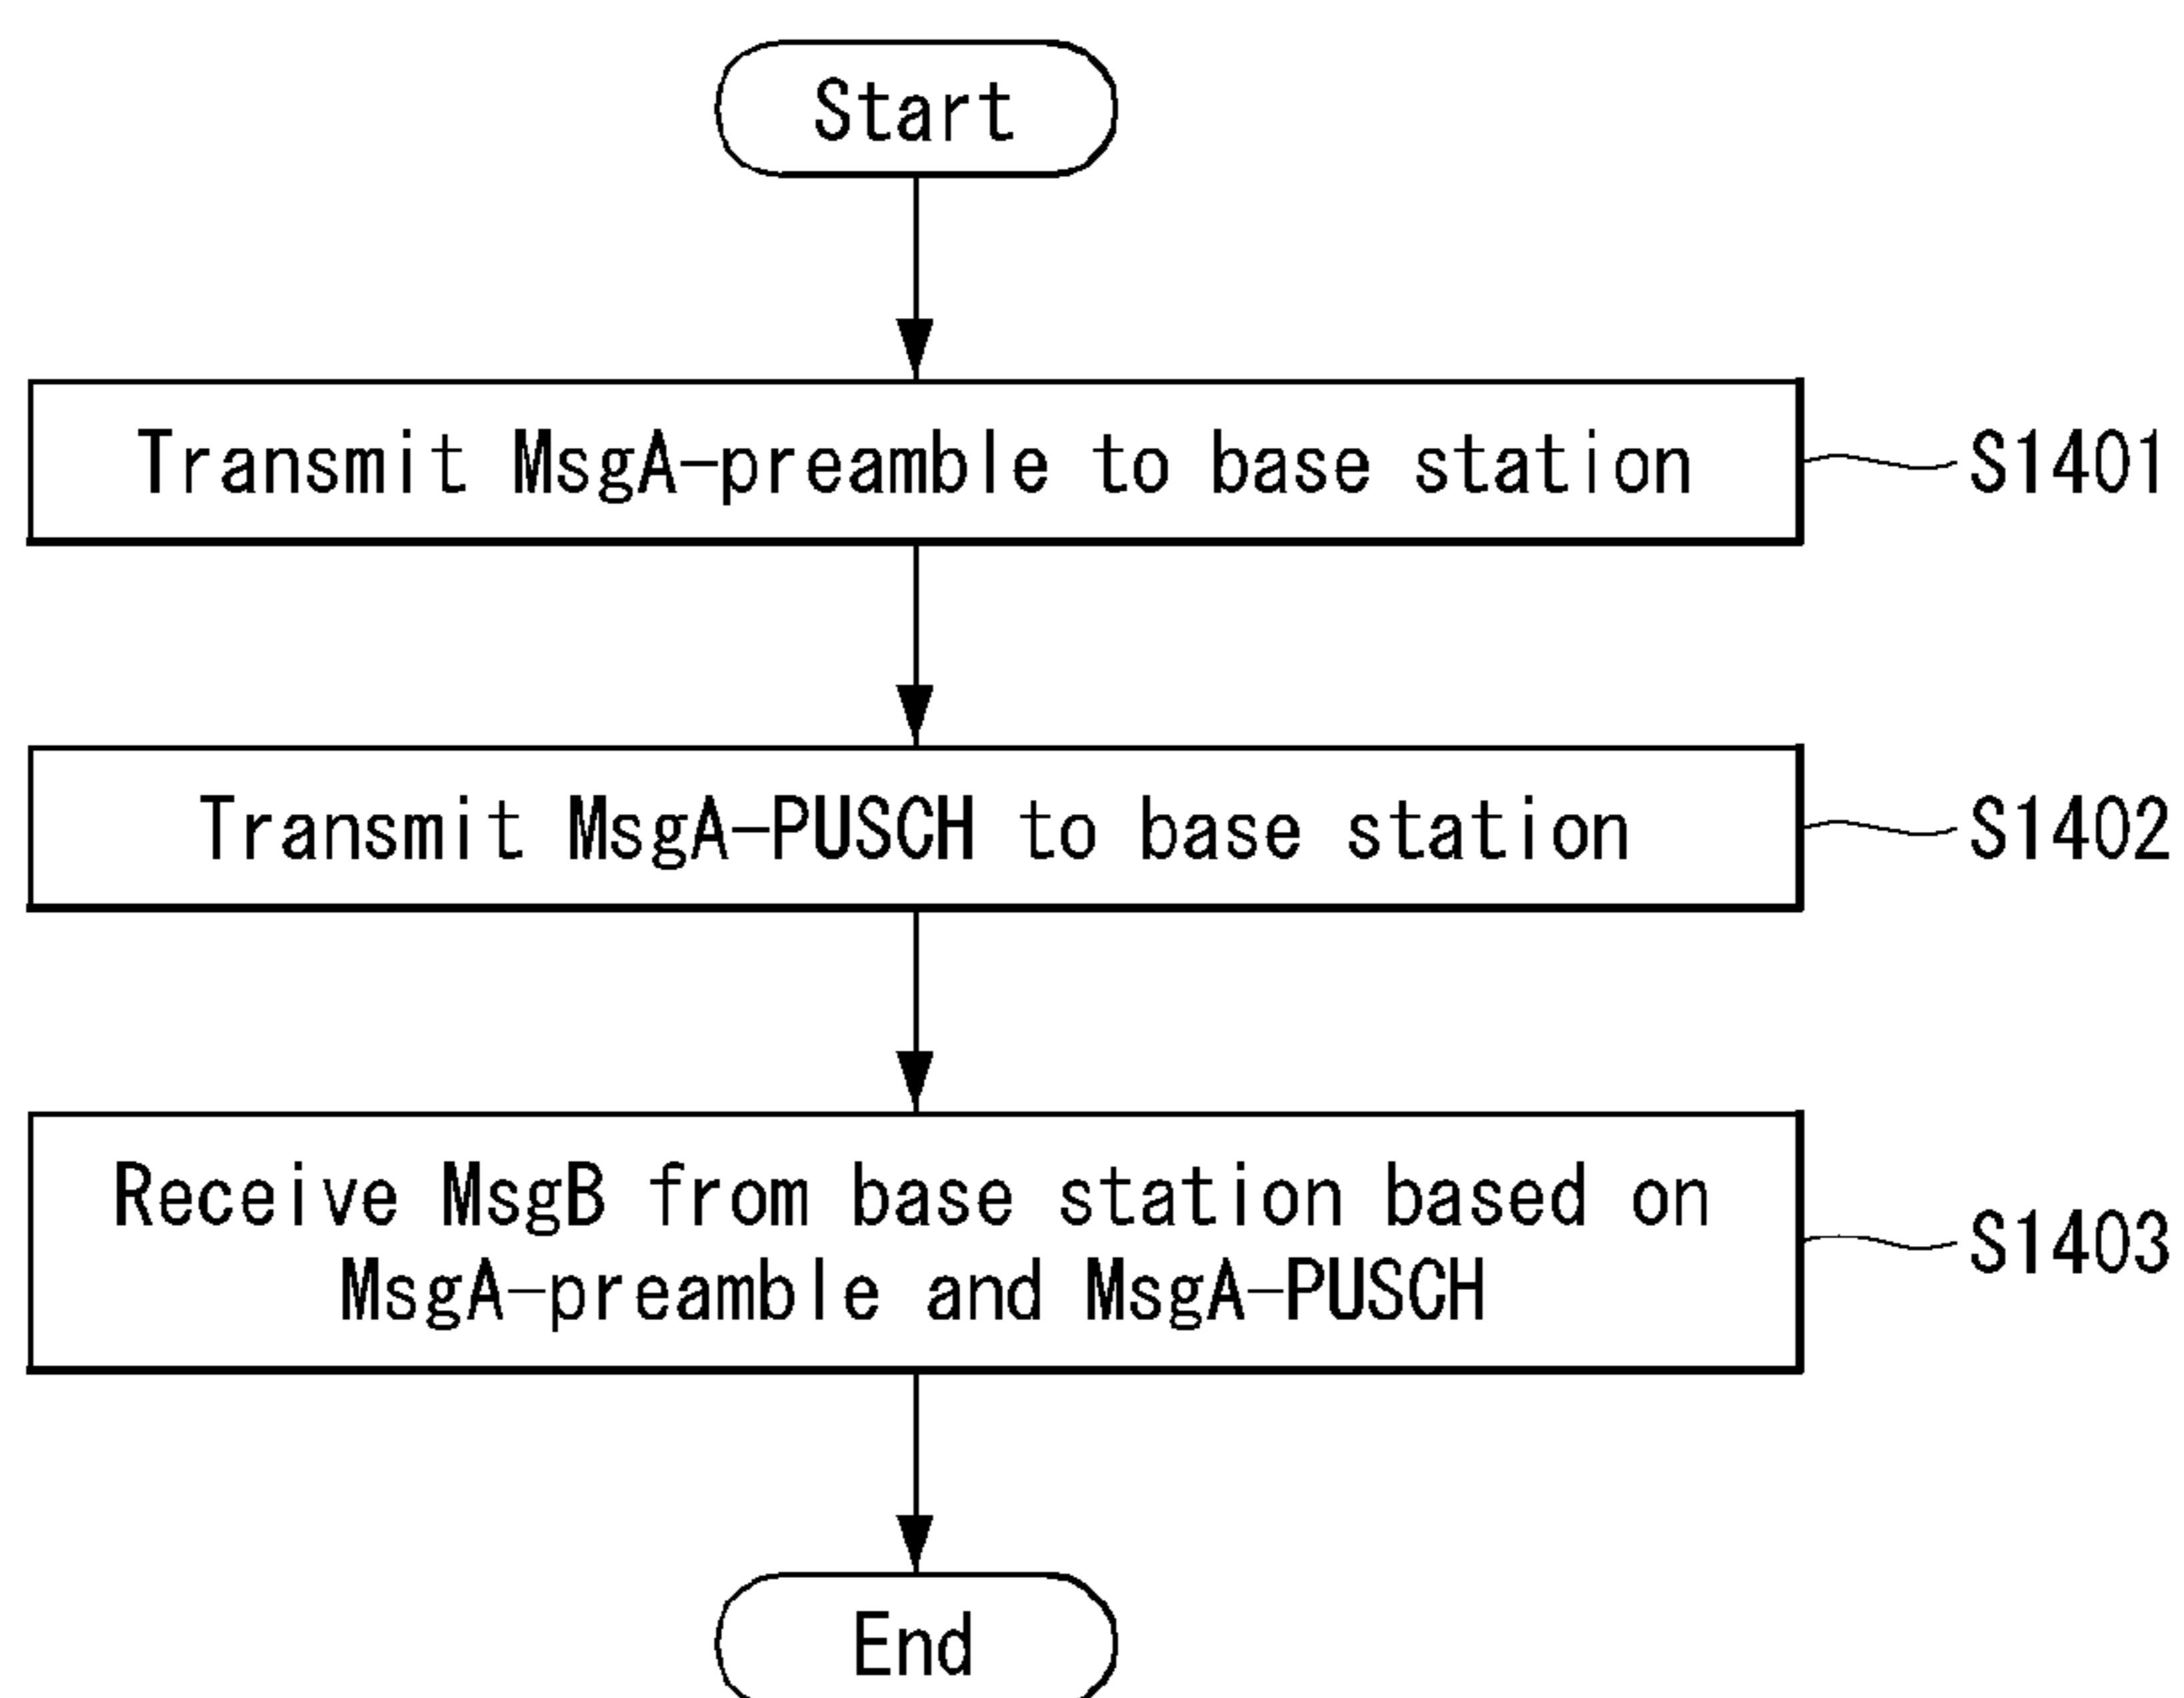 Start
Transmit MsgA-preamble to base station
S1401
Transmit MsgA-PUSCH to base station
S1402
Receive MsgB from base station based on
MsgA-preamble and MsgA-PUSCH
S1403
End